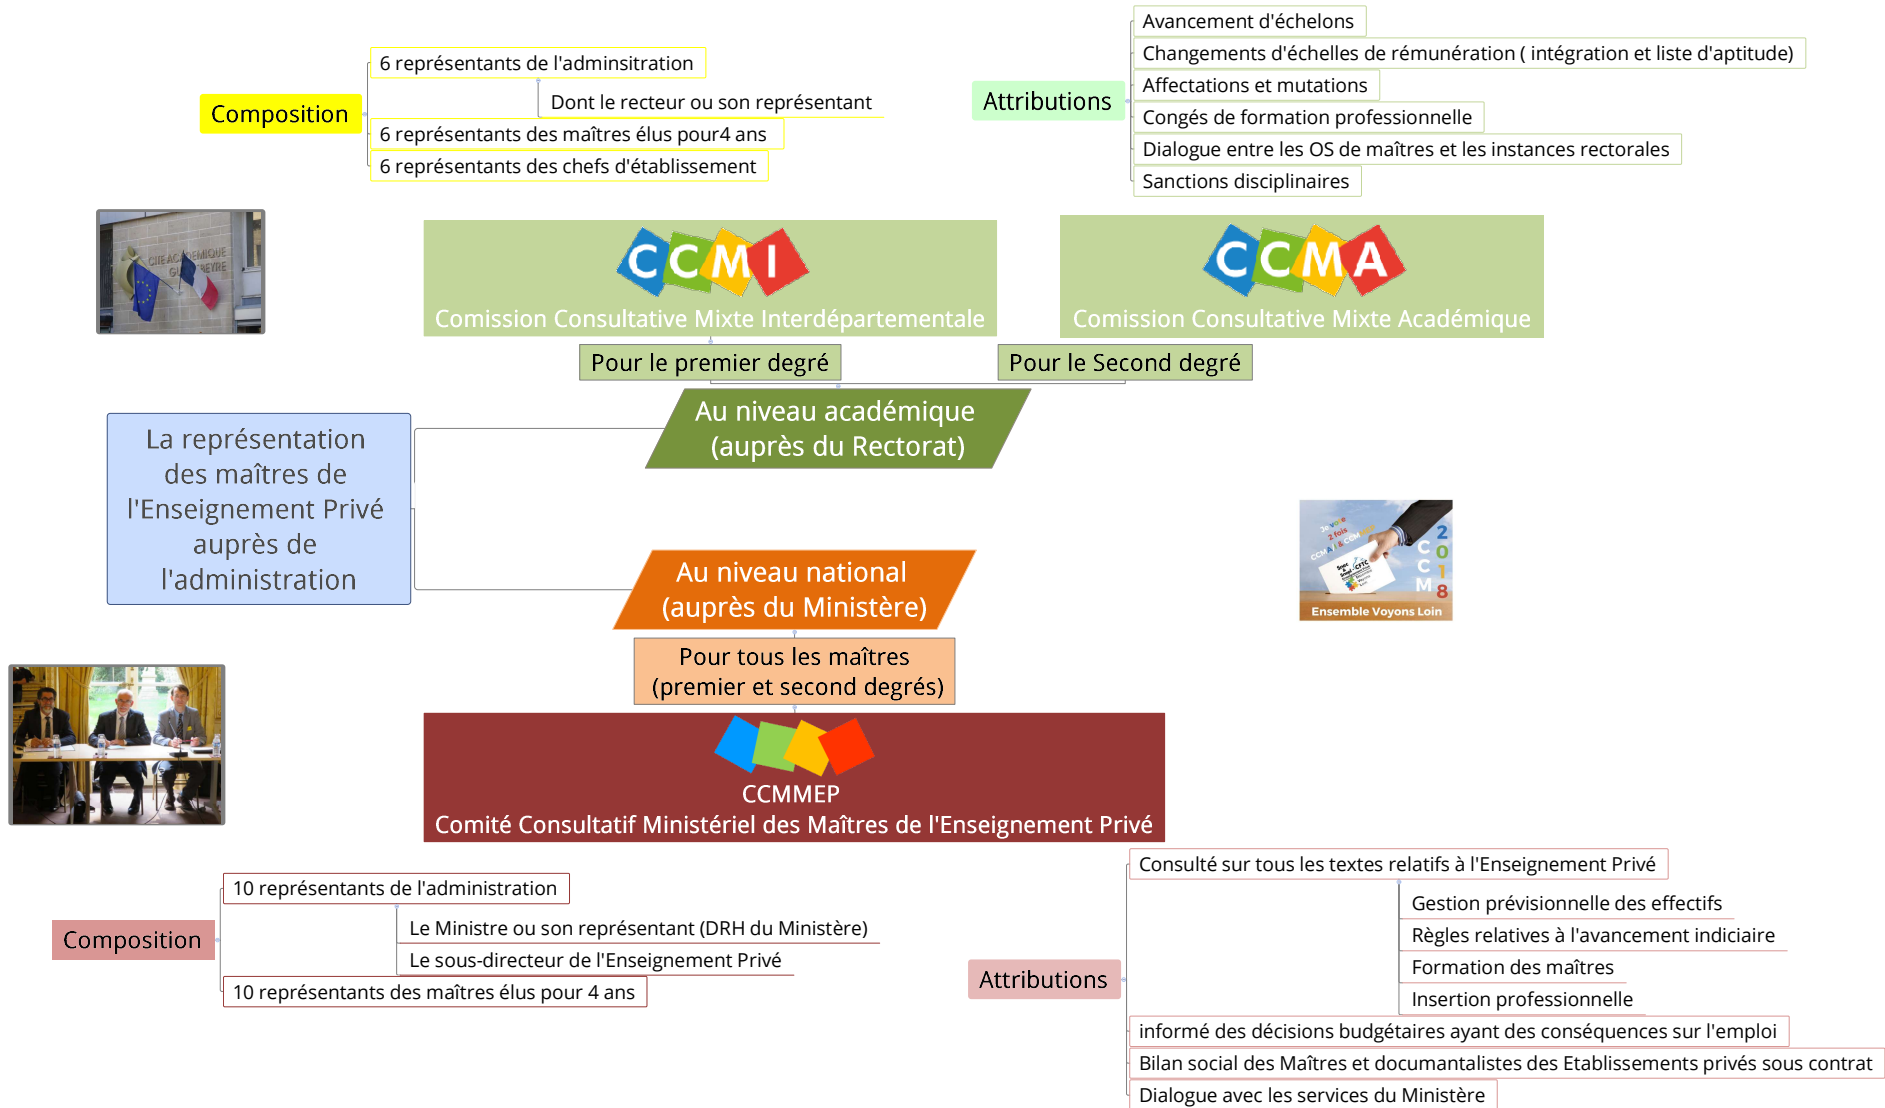 Composition
6 représentants de l'adminsitration
Dont le recteur ou son représentant
6 représentants des maîtres élus pour4 ans
6 représentants des chefs d'établissement
Attributions
Avancement d'échelons
Changements d'échelles de rémunération ( intégration et liste d'aptitude)
Affectations et mutations
Congés de formation professionnelle
Dialogue entre les OS de maîtres et les instances rectorales
Sanctions disciplinaires
CITE ACADEMIQUE
CCMI
Comission Consultative Mixte Interdépartementale
CCMA
Comission Consultative Mixte Académique
Pour le premier degré
Pour le Second degré
Au niveau académique
(auprès du Rectorat)
La représentation
des maîtres de
l'Enseignement Privé
auprès de
l'administration
Au niveau national
(auprès du Ministère)
Je vote
2 fois
CCM
2018
Ensemble Voyons Loin
Pour tous les maîtres
(premier et second degrés)
CCMMEP
Comité Consultatif Ministériel des Maîtres de l'Enseignement Privé
Composition
10 représentants de l'administration
Le Ministre ou son représentant (DRH du Ministère)
Le sous-directeur de l'Enseignement Privé
10 représentants des maîtres élus pour 4 ans
Attributions
Consulté sur tous les textes relatifs à l'Enseignement Privé
Gestion prévisionnelle des effectifs
Règles relatives à l'avancement indiciaire
Formation des maîtres
Insertion professionnelle
informé des décisions budgétaires ayant des conséquences sur l'emploi
Bilan social des Maîtres et documantalistes des Etablissements privés sous contrat
Dialogue avec les services du Ministère